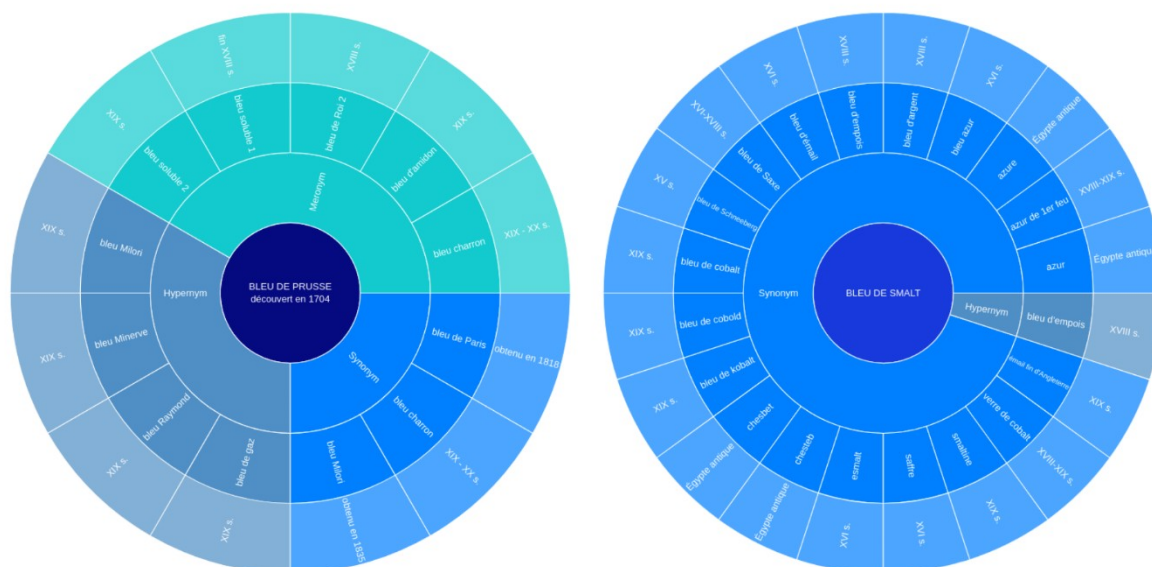 BLEU DE PRUSSE
découvert en 1704
Meronym
bleu soluble 2
XIX s.
bleu soluble 1
fin XVIII s.
bleu de Roi 2
XVIII s.
bleu d'amidon
XIX s.
bleu charron
XIX - XX s.
Synonym
bleu de Paris
obtenu en 1818
bleu charron
XIX - XX s.
bleu Milori
obtenu en 1835
Hypernym
bleu de gaz
XIX s.
bleu Raymond
XIX s.
bleu Minerve
XIX s.
bleu Milori
XIX s.
BLEU DE SMALT
Synonym
azur
Égypte antique
azur de 1er feu
XVIII-XIX s.
azure
Égypte antique
bleu azur
XVI s.
bleu d'argent
XVIII s.
bleu d'empois
XVIII s.
bleu d'émail
XVI s.
bleu de Saxe
XVI-XVIII s.
bleu de Schneeberg
XV s.
bleu de cobalt
XIX s.
bleu de cobold
XIX s.
bleu de kobalt
XIX s.
chesbet
Égypte antique
chesteb
Égypte antique
esmalt
XVI s.
saffre
XVI s.
smaltine
XIX s.
verre de cobalt
XVIII-XIX s.
émail fin d'Angleterre
XIX s.
Hypernym
bleu d'empois
XVIII s.